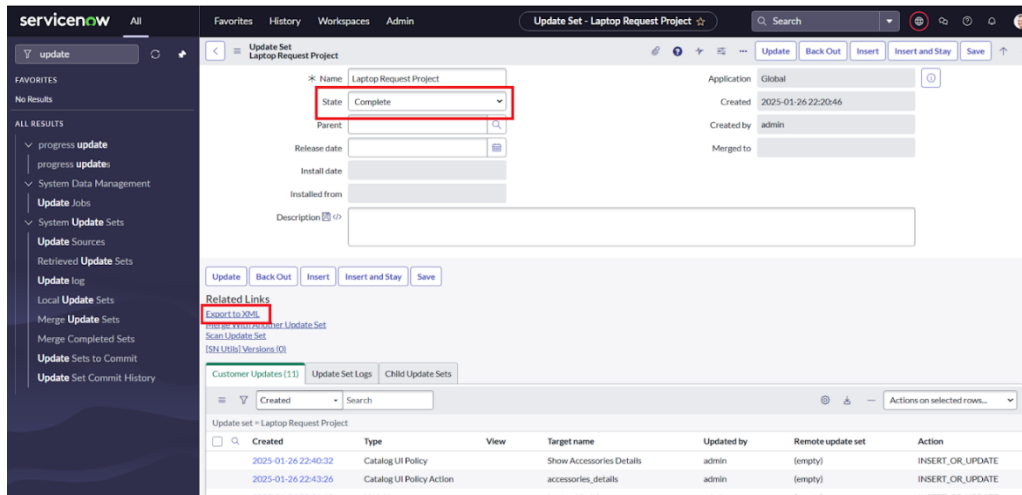 servicenow All Favorites History Workspaces Admin Update Set - Laptop Request Project Search
update
FAVORITES
No Results
ALL RESULTS
progress update
progress updates
System Data Management
Update Jobs
System Update Sets
Update Sources
Retrieved Update Sets
Update log
Local Update Sets
Merge Update Sets
Merge Completed Sets
Update Sets to Commit
Update Set Commit History
Update Set
Laptop Request Project
Update Back Out Insert Insert and Stay Save
Name Laptop Request Project
State Complete
Parent
Release date
Install date
Installed from
Description
Application Global
Created 2025-01-26 22:20:46
Created by admin
Merged to
Update Back Out Insert Insert and Stay Save
Related Links
Export to XML
Merge With Another Update Set
Scan Update Set
[SN Utils] Versions (0)
Customer Updates (11) Update Set Logs Child Update Sets
Created Search Actions on selected rows...
Update set = Laptop Request Project
Created Type View Target name Updated by Remote update set Action
2025-01-26 22:40:32 Catalog UI Policy Show Accessories Details admin (empty) INSERT_OR_UPDATE
2025-01-26 22:43:26 Catalog UI Policy Action accessories_details admin (empty) INSERT_OR_UPDATE